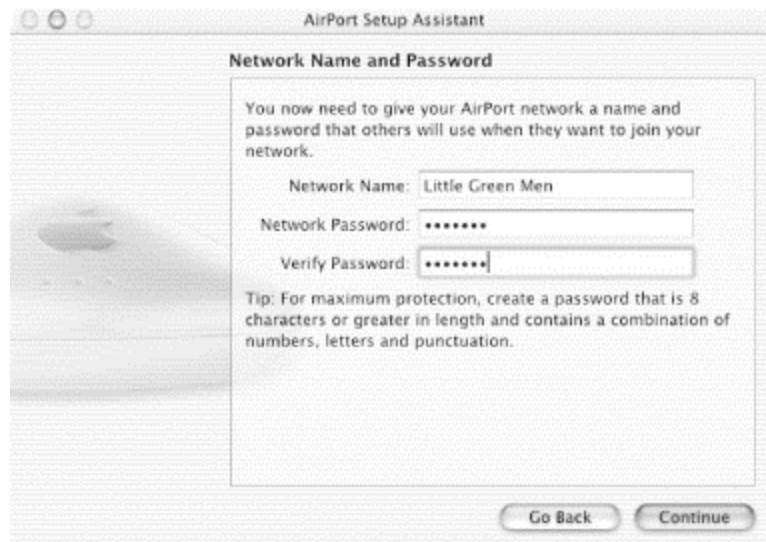 AirPort Setup Assistant
Network Name and Password
You now need to give your AirPort network a name and
password that others will use when they want to join your
network.
Network Name: Little Green Men
Network Password: •••••••
Verify Password: •••••••
Tip: For maximum protection, create a password that is 8
characters or greater in length and contains a combination of
numbers, letters and punctuation.
Go Back Continue